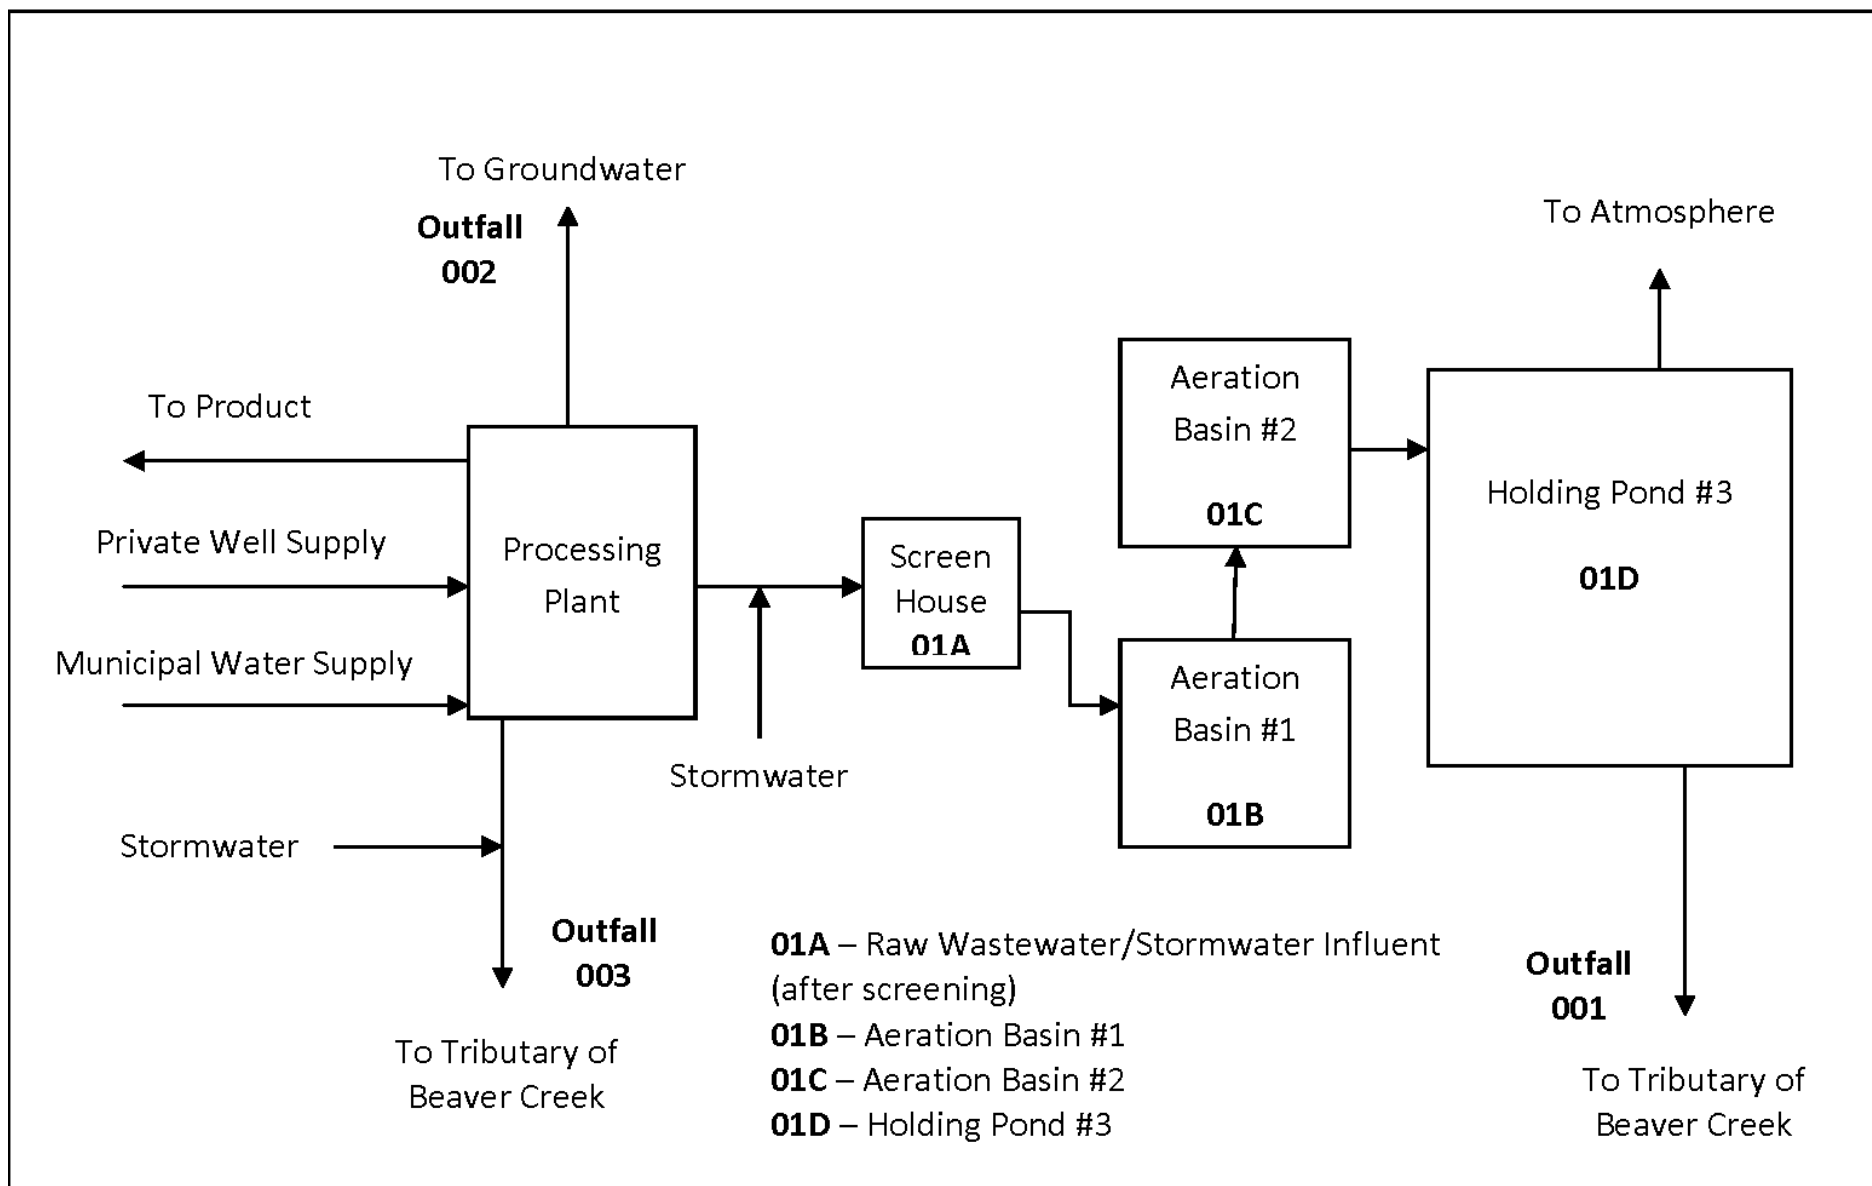 To Groundwater
Outfall
002
To Atmosphere
To Product
Private Well Supply
Municipal Water Supply
Processing
Plant
Stormwater
Stormwater
Screen
House
01A
Aeration
Basin #2
01C
Aeration
Basin #1
01B
Holding Pond #3
01D
Outfall
003
To Tributary of
Beaver Creek
01A – Raw Wastewater/Stormwater Influent
(after screening)
01B – Aeration Basin #1
01C – Aeration Basin #2
01D – Holding Pond #3
Outfall
001
To Tributary of
Beaver Creek